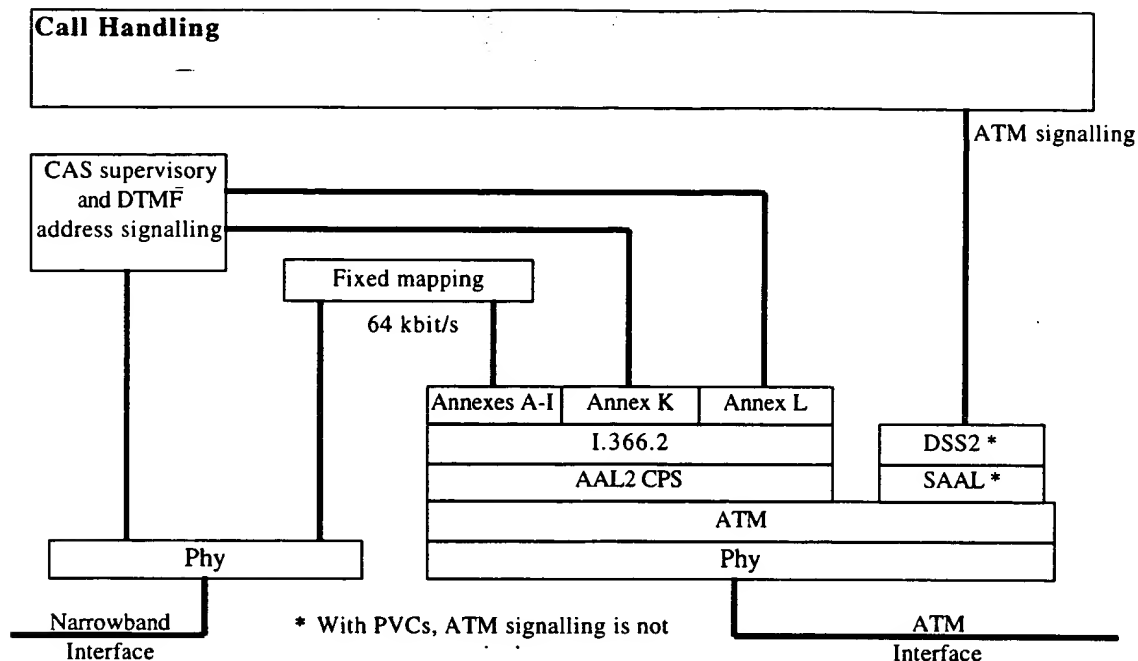 Call Handling
ATM signalling
CAS supervisory
and DTMF
address signalling
Fixed mapping
64 kbit/s
Annexes A-I
Annex K
Annex L
I.366.2
DSS2 *
AAL2 CPS
SAAL *
ATM
Phy
Phy
Narrowband
Interface
* With PVCs, ATM signalling is not
ATM
Interface